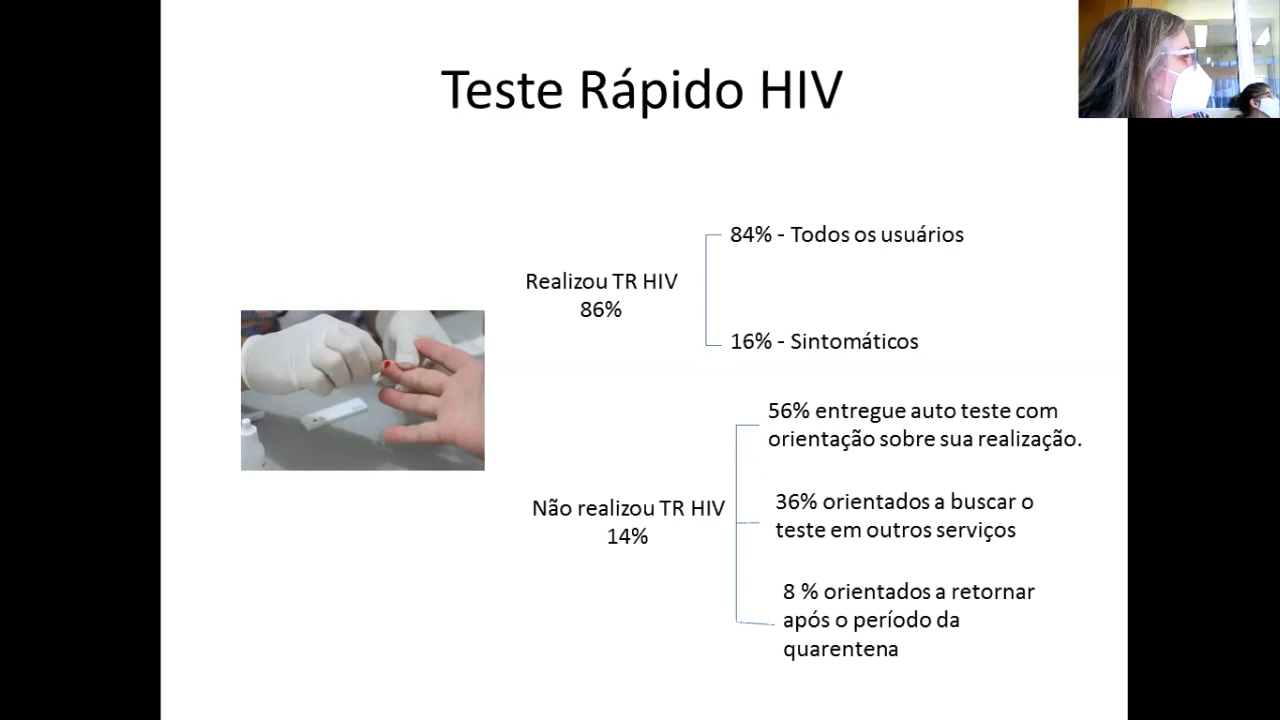 Teste Rápido HIV
84% - Todos os usuários
Realizou TR HIV
86%
16% - Sintomáticos
56% entregue auto teste com
orientação sobre sua realização.
36% orientados a buscar o
teste em outros serviços
Não realizou TR HIV
14%
8 % orientados a retornar
após o período da
quarentena